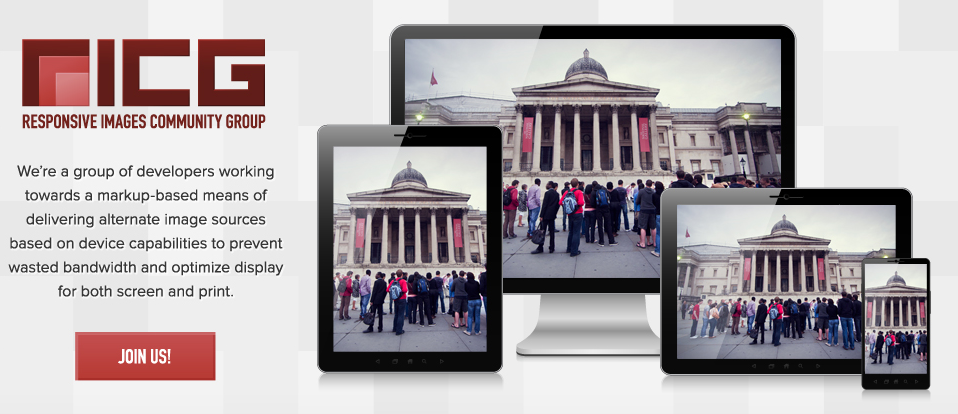 RICG
RESPONSIVE IMAGES COMMUNITY GROUP
We're a group of developers working
towards a markup-based means of
delivering alternate image sources
based on device capabilities to prevent
wasted bandwidth and optimize display
for both screen and print.
JOIN US!